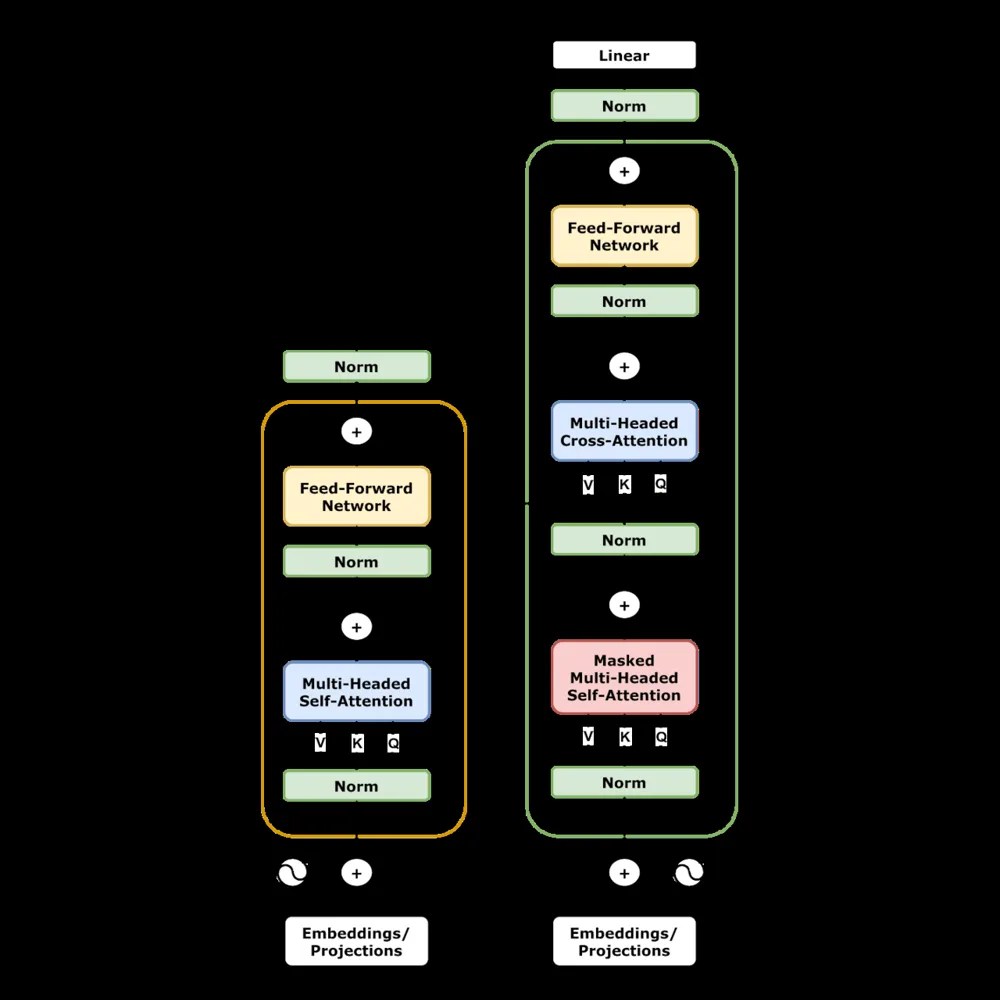 Linear
Norm
+
Feed-Forward
Network
Norm
+
Multi-Headed
Cross-Attention
V K Q
Norm
+
Masked
Multi-Headed
Self-Attention
V K Q
Norm
+
Embeddings/
Projections
Norm
+
Feed-Forward
Network
Norm
+
Multi-Headed
Self-Attention
V K Q
Norm
+
Embeddings/
Projections